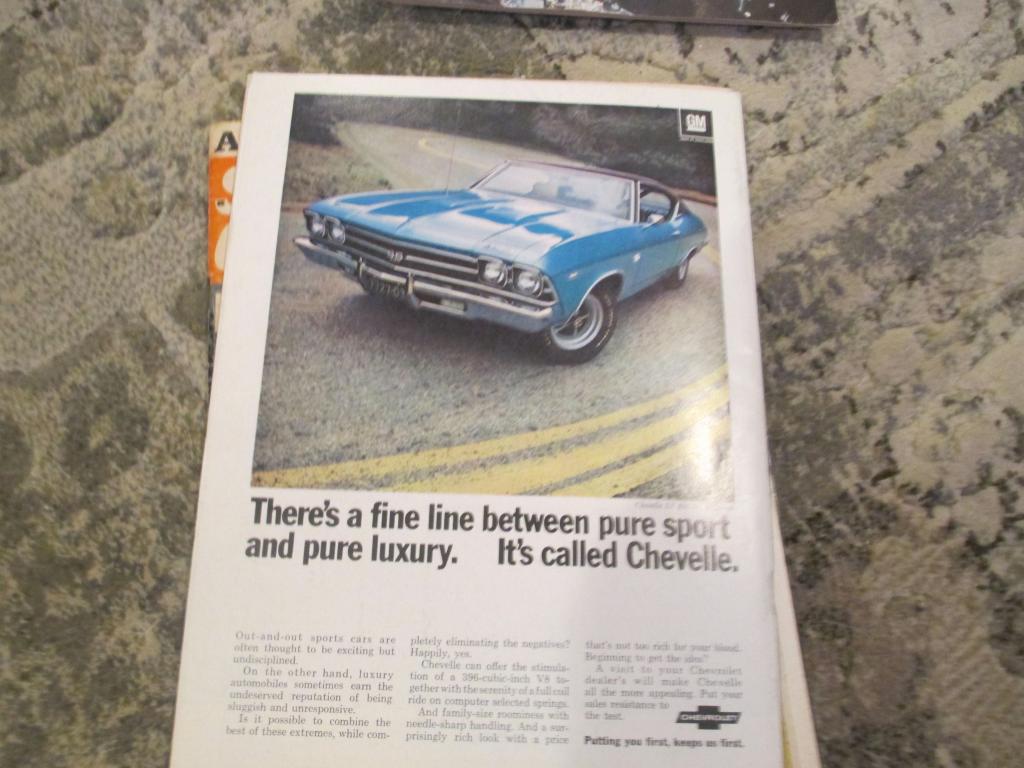 A
GM
SS
There's a fine line between pure sport
and pure luxury. It's called Chevelle.
Out-and-out sports cars are
often thought to be exciting but
undisciplined.
On the other hand, luxury
automobiles sometimes earn the
undeserved reputation of being
sluggish and unresponsive.
Is it possible to combine the
best of these extremes, while com-
pletely eliminating the negatives?
Happily, yes.
Chevelle can offer the stimula-
tion of a 396-cubic-inch V8 to-
gether with the serenity of a full coil
ride on computer selected springs.
And family-size roominess with
needle-sharp handling. And a sur-
prisingly rich look with a price
that's not too rich for your blood.
Beginning to get the idea?
A visit to your Chevrolet
dealer's will make Chevelle
all the more appealing. Put your
sales resistance to
the test.
CHEVROLET
Putting you first, keeps us first.